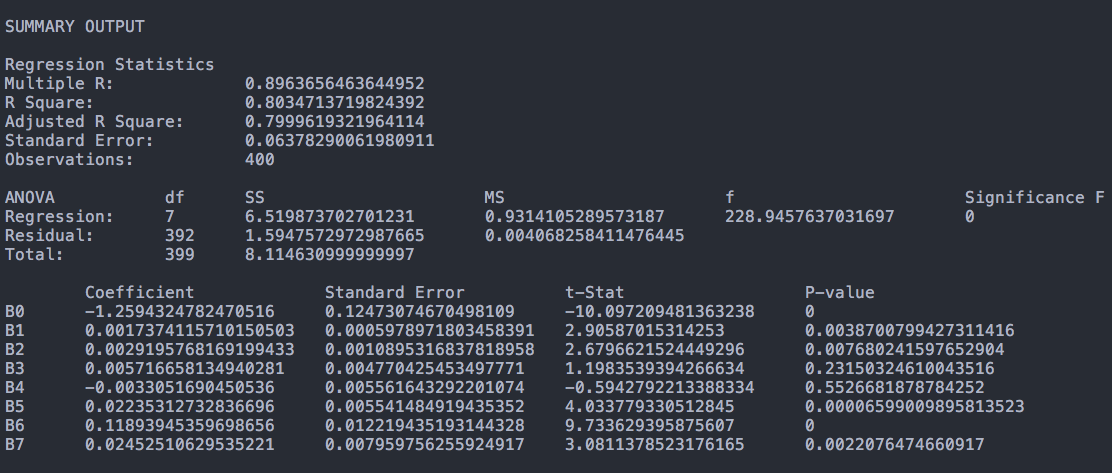 SUMMARY OUTPUT
Regression Statistics
Multiple R: 0.8963656463644952
R Square: 0.8034713719824392
Adjusted R Square: 0.7999619321964114
Standard Error: 0.06378290061980911
Observations: 400
ANOVA df SS MS f Significance F
Regression: 7 6.519873702701231 0.9314105289573187 228.9457637031697 0
Residual: 392 1.5947572972987665 0.004068258411476445
Total: 399 8.114630999999997
Coefficient Standard Error t-Stat P-value
B0 -1.2594324782470516 0.12473074670498109 -10.097209481363238 0
B1 0.0017374115710150503 0.0005978971803458391 2.90587015314253 0.0038700799427311416
B2 0.0029195768169199433 0.0010895316837818958 2.6796621524449296 0.007680241597652904
B3 0.005716658134940281 0.004770425453497771 1.1983539394266634 0.23150324610043516
B4 -0.0033051690450536 0.005561643292201074 -0.5942792213388334 0.5526681878784252
B5 0.02235312732836696 0.005541484919435352 4.033779330512845 0.00006599009895813523
B6 0.11893945359698656 0.012219435193144328 9.733629395875607 0
B7 0.02452510629535221 0.007959756255924917 3.0811378523176165 0.0022076474660917